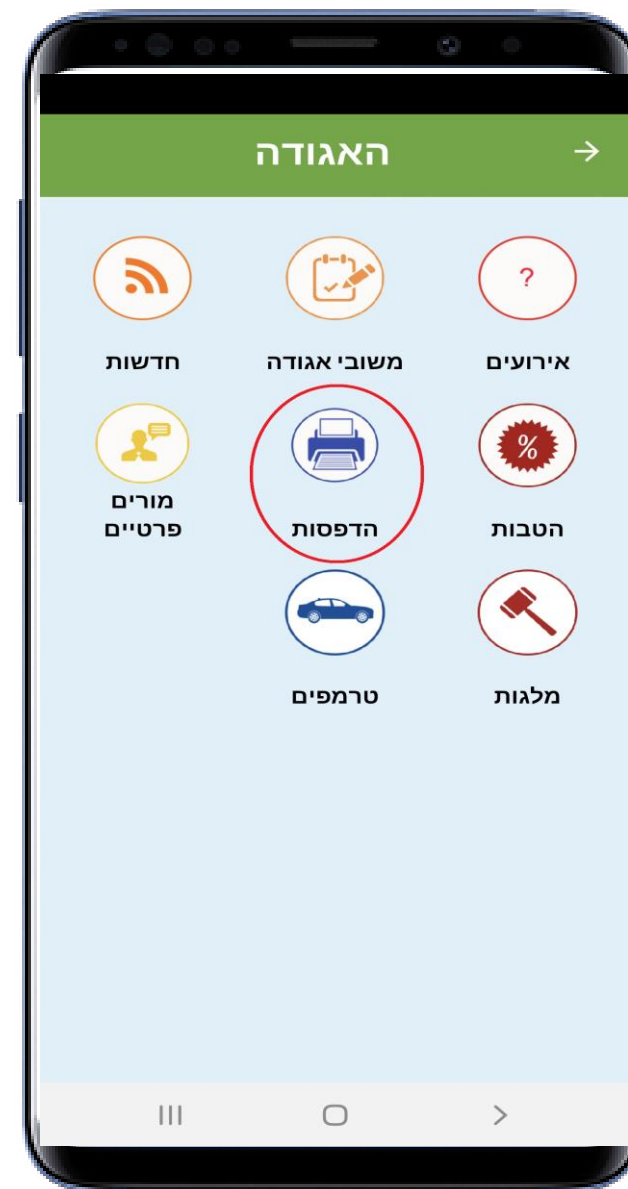 האגודה
?
אירועים
משובי אגודה
חדשות
%
הטבות
הדפסות
מורים
פרטיים
מלגות
טרמפים